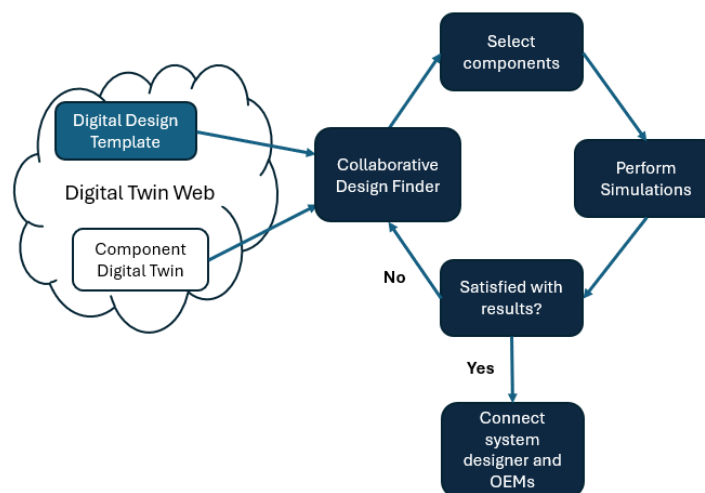 Select
components
Digital Design
Template
Digital Twin Web
Component
Digital Twin
Collaborative
Design Finder
Perform
Simulations
No
Satisfied with
results?
Yes
Connect
system
designer and
OEMs